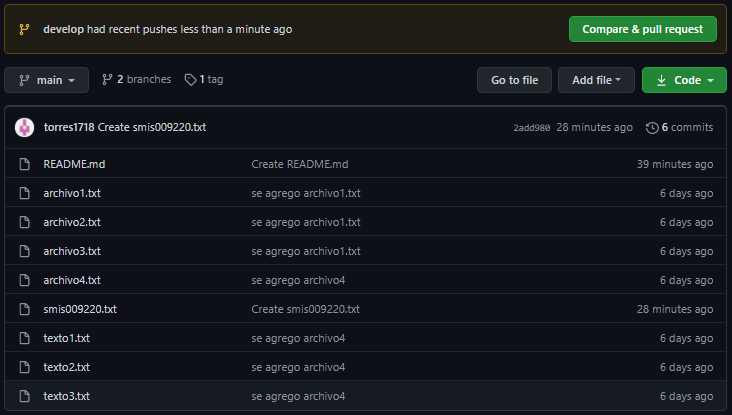 develop had recent pushes less than a minute ago Compare & pull request
main 2 branches 1 tag Go to file Add file Code
torres1718 Create smis009220.txt 2add980 28 minutes ago 6 commits
README.md Create README.md 39 minutes ago
archivo1.txt se agrego archivo1.txt 6 days ago
archivo2.txt se agrego archivo1.txt 6 days ago
archivo3.txt se agrego archivo1.txt 6 days ago
archivo4.txt se agrego archivo4 6 days ago
smis009220.txt Create smis009220.txt 28 minutes ago
texto1.txt se agrego archivo4 6 days ago
texto2.txt se agrego archivo4 6 days ago
texto3.txt se agrego archivo4 6 days ago